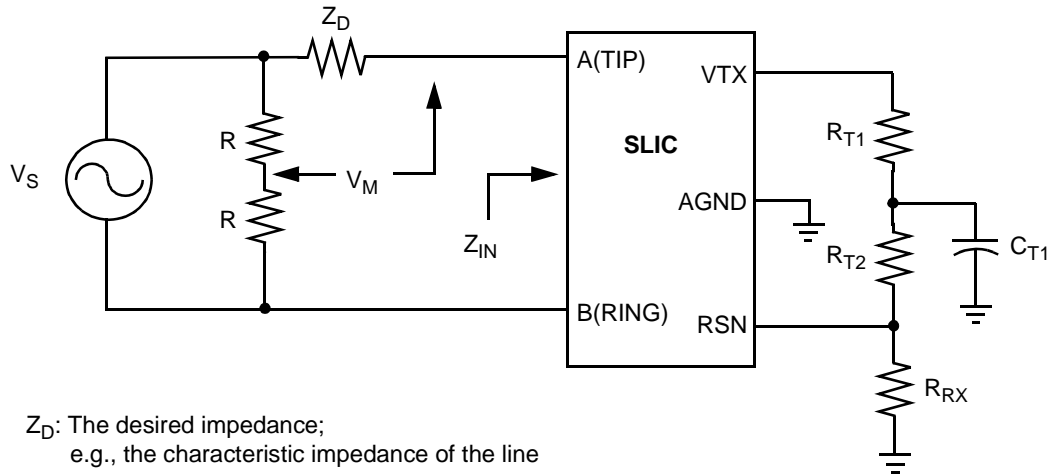 Z_D
A(TIP)
VTX
R
R_T1
SLIC
V_S
V_M
R
AGND
Z_IN
R_T2
C_T1
B(RING)
RSN
R_RX
Z_D: The desired impedance;
e.g., the characteristic impedance of the line